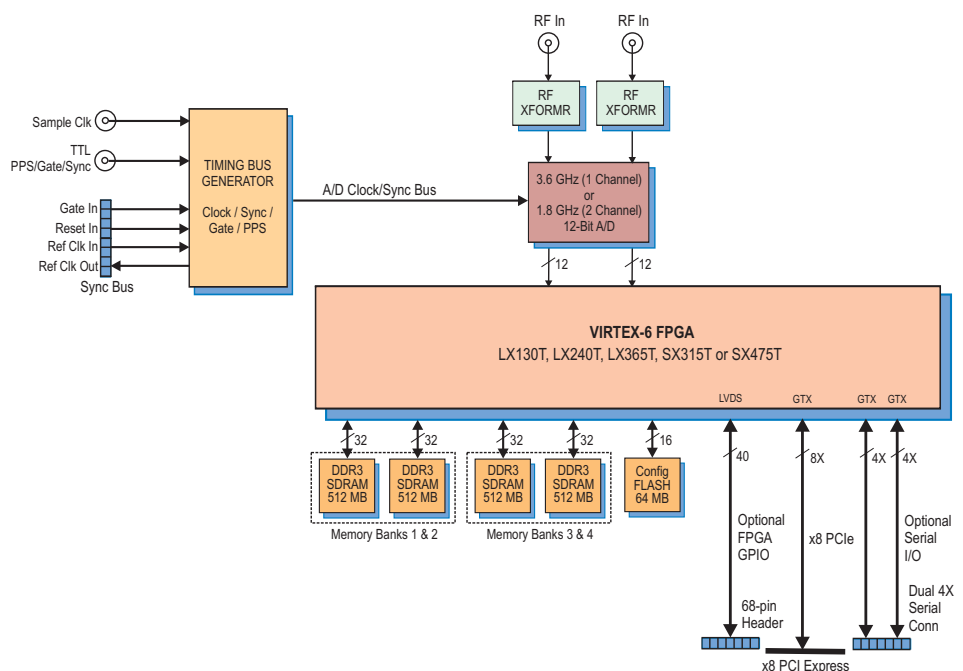 RF In
RF In
RF
XFORMR
RF
XFORMR
Sample Clk
TTL
PPS/Gate/Sync
TIMING BUS
GENERATOR
Clock / Sync /
Gate / PPS
A/D Clock/Sync Bus
3.6 GHz (1 Channel)
or
1.8 GHz (2 Channel)
12-Bit A/D
Gate In
Reset In
Ref Clk In
Ref Clk Out
Sync Bus
12
12
VIRTEX-6 FPGA
LX130T, LX240T, LX365T, SX315T or SX475T
LVDS
GTX
GTX
GTX
32
32
32
32
16
40
8X
4X
4X
DDR3
SDRAM
512 MB
DDR3
SDRAM
512 MB
DDR3
SDRAM
512 MB
DDR3
SDRAM
512 MB
Config
FLASH
64 MB
Memory Banks 1 & 2
Memory Banks 3 & 4
Optional
FPGA
GPIO
x8 PCIe
Optional
Serial
I/O
68-pin
Header
Dual 4X
Serial
Conn
x8 PCI Express